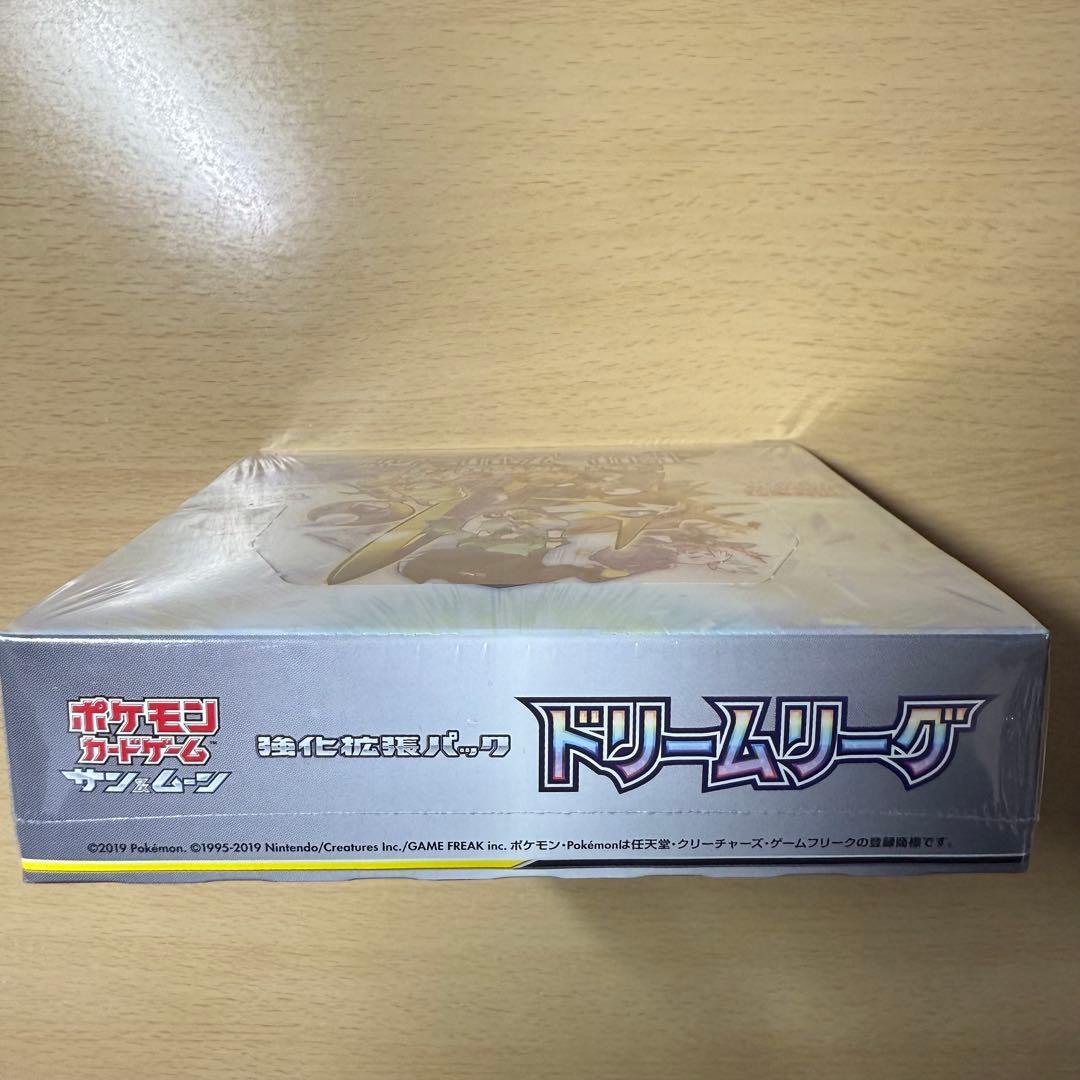 ポケモン
カードゲーム™
サン&ムーン
強化拡張パック
ドリームリーグ
©2019 Pokémon. ©1995-2019 Nintendo/Creatures Inc./GAME FREAK inc. ポケモン・Pokémonは任天堂・クリーチャーズ・ゲームフリークの登録商標です。